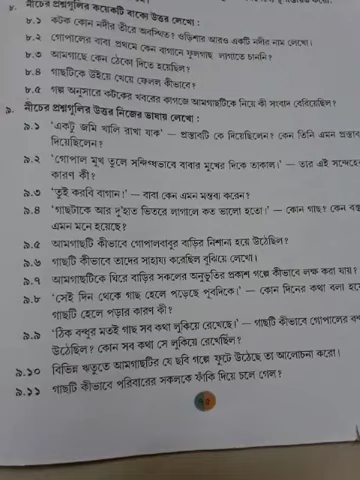 ৮. নীচের প্রশ্নগুলির কয়েকটি বাক্যে উত্তর লেখো :
৮.১ কটক কোন নদীর তীরে অবস্থিত? ওড়িশার আরও একটি নদীর নাম লেখো।
৮.২ গোপালের বাবা প্রথমে কেন বাগানে ফুলগাছ লাগাতে চাননি?
৮.৩ আমগাছে কেন ঠেকো দিতে হয়েছিল?
৮.৪ গাছটিকে উইয়ে খেয়ে ফেলল কীভাবে?
৮.৫ গল্প অনুসারে কটকের খবরের কাগজে আমগাছটিকে নিয়ে কী সংবাদ বেরিয়েছিল?
৯. নীচের প্রশ্নগুলির উত্তর নিজের ভাষায় লেখো :
৯.১ ‘একটু জমি খালি রাখা যাক’ — প্রস্তাবটি কে দিয়েছিলেন? কেন তিনি এমন প্রস্তাব
দিয়েছিলেন?
৯.২ ‘গোপাল মুখ তুলে সন্দিগ্ধভাবে বাবার মুখের দিকে তাকাল।’ — তার এই সন্দেহের
কারণ কী?
৯.৩ ‘তুই করবি বাগান!’ — বাবা কেন এমন মন্তব্য করেন?
৯.৪ ‘গাছটাকে আর দু'হাত ভিতরে লাগালে কত ভালো হতো।’ — কোন গাছ? কেন বক্তার
এমন মনে হয়েছে?
৯.৫ আমগাছটি কীভাবে গোপালবাবুর বাড়ির নিশানা হয়ে উঠেছিল?
৯.৬ গাছটি কীভাবে তাদের সাহায্য করেছিল বুঝিয়ে লেখো।
৯.৭ আমগাছটিকে ঘিরে বাড়ির সকলের অনুভূতির প্রকাশ গল্পে কীভাবে লক্ষ করা যায়?
৯.৮ ‘সেই দিন থেকে গাছ হেলে পড়েছে পুবদিকে।’ — কোন দিনের কথা বলা হয়েছে
গাছটি হেলে পড়ার কারণ কী?
৯.৯ ‘ঠিক বন্ধুর মতই গাছ সব কথা লুকিয়ে রেখেছে।’ — গাছটি কীভাবে গোপালের বন্ধু
উঠেছিল? কোন সব কথা সে লুকিয়ে রেখেছিল?
৯.১০ বিভিন্ন ঋতুতে আমগাছটির যে ছবি গল্পে ফুটে উঠেছে তা আলোচনা করো।
৯.১১ গাছটি কীভাবে পরিবারের সকলকে ফাঁকি দিয়ে চলে গেল?